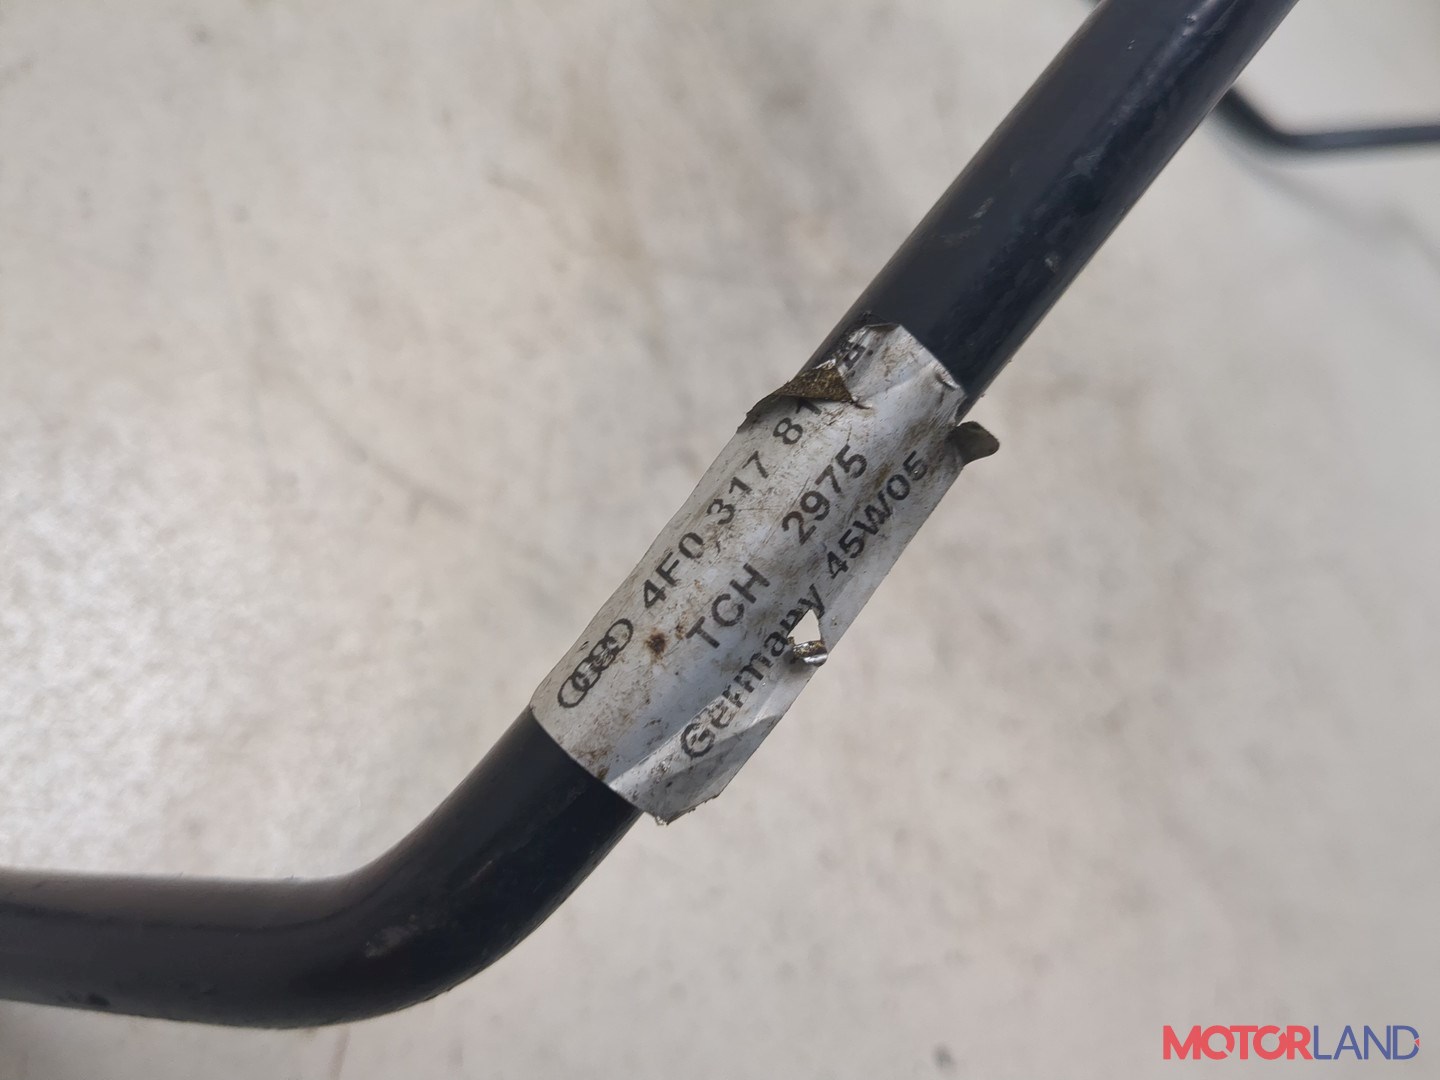 4F0 317 81
TCH 2975
Germany 45W05
MOTORLAND